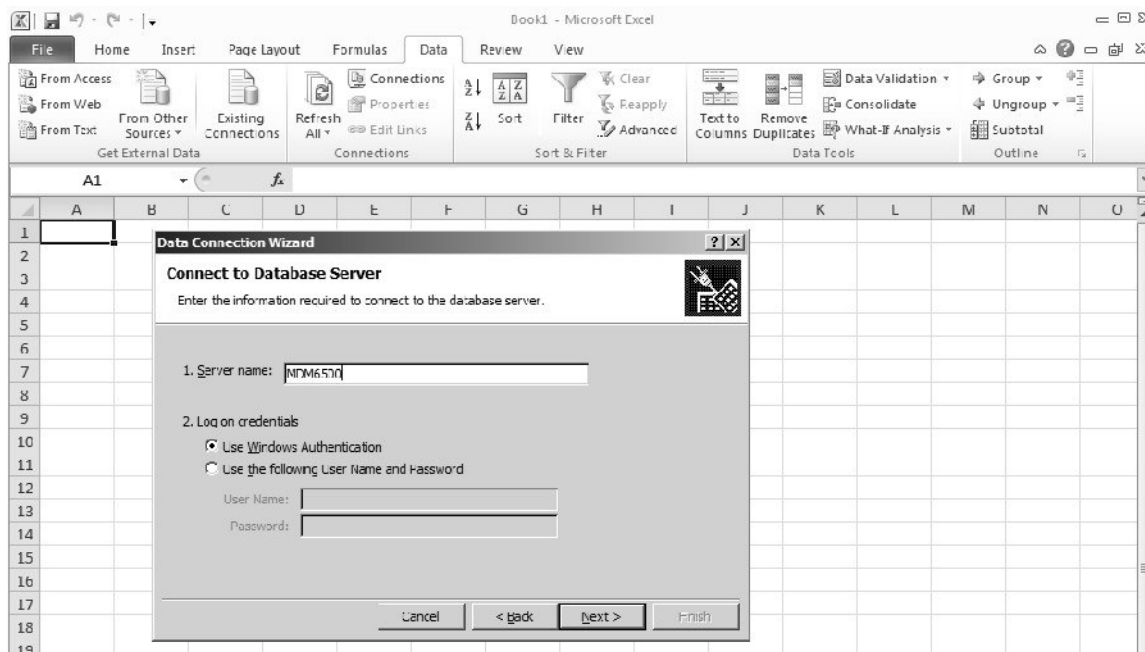 Book1 - Microsoft Excel
File Home Insert Page Layout Formulas Data Review View
From Access
From Web
From Text
From Other Sources
Existing Connections
Get External Data
Refresh All
Connections
Properties
Edit Links
Connections
A Z
Z A
Sort
Filter
Clear
Reapply
Advanced
Sort & Filter
Text to Columns
Remove Duplicates
Data Validation
Consolidate
What-If Analysis
Data Tools
Group
Ungroup
Subtotal
Outline
A1 fx
A B C D E F G H I J K L M N O
1
2
3
4
5
6
7
8
9
10
11
12
13
14
15
16
17
18
19
Data Connection Wizard
Connect to Database Server
Enter the information required to connect to the database server.
1. Server name: MDM6500
2. Log on credentials
Use Windows Authentication
Use the following User Name and Password
User Name:
Password:
Cancel < Back Next > Finish